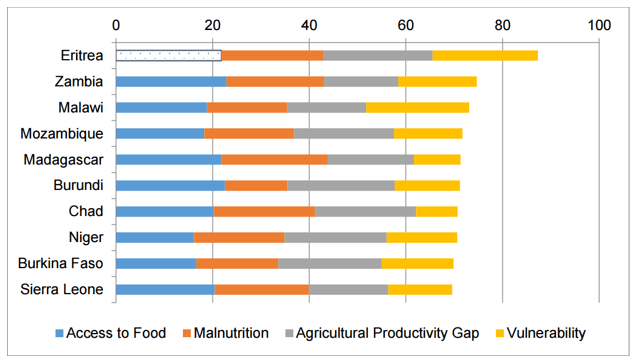 0 20 40 60 80 100
Eritrea
Zambia
Malawi
Mozambique
Madagascar
Burundi
Chad
Niger
Burkina Faso
Sierra Leone
Access to Food Malnutrition Agricultural Productivity Gap Vulnerability